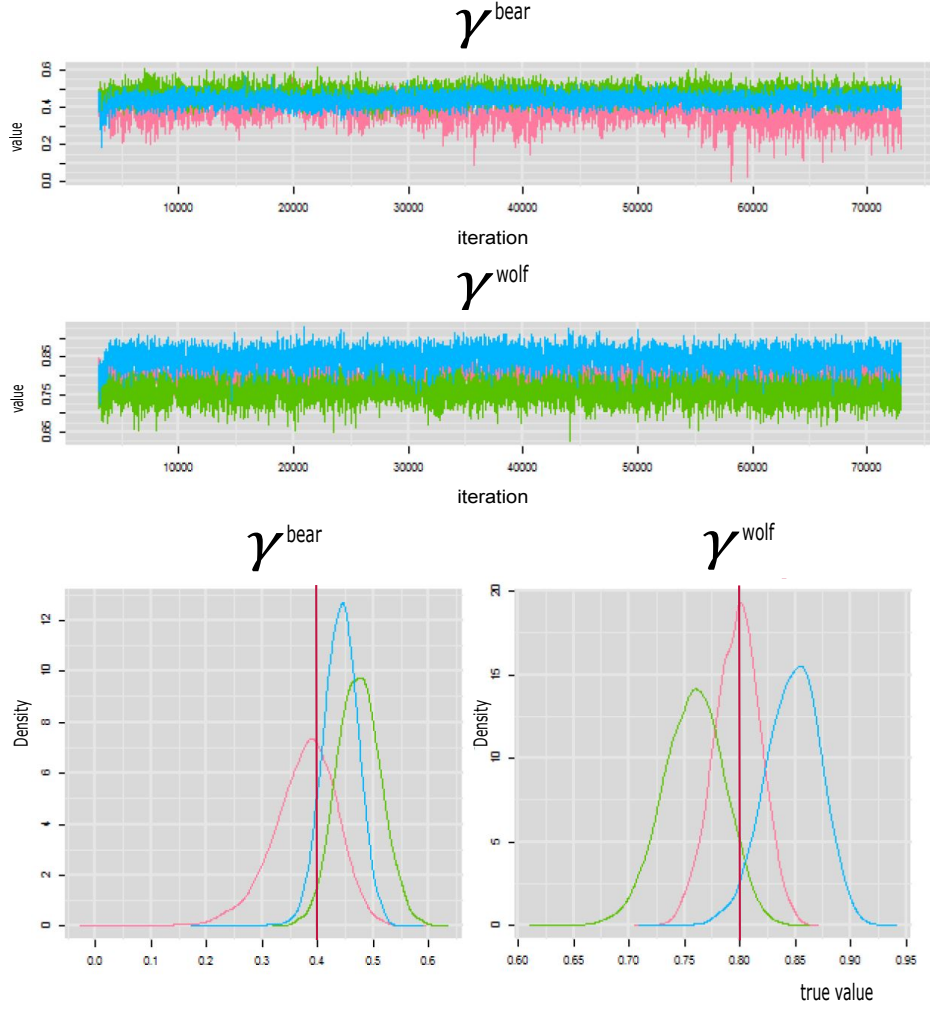 γ bear
0.0 0.2 0.4 0.6
value
10000 20000 30000 40000 50000 60000 70000
iteration
γ wolf
0.65 0.75 0.85
value
10000 20000 30000 40000 50000 60000 70000
iteration
γ bear
0 2 4 6 8 10 12
Density
0.0 0.1 0.2 0.3 0.4 0.5 0.6
γ wolf
0 5 10 15 20
Density
0.60 0.65 0.70 0.75 0.80 0.85 0.90 0.95
true value